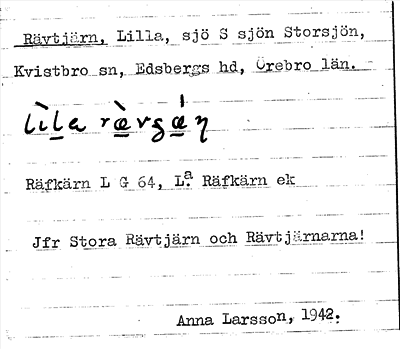 Rävtjärn, Lilla, sjö S sjön Storsjön,
Kvistbro sn, Edsbergs hd, Örebro län.
Räfkärn L G 64, L:a Räfkärn ek
Jfr Stora Rävtjärn och Rävtjärnarna!
Anna Larsson, 1942.